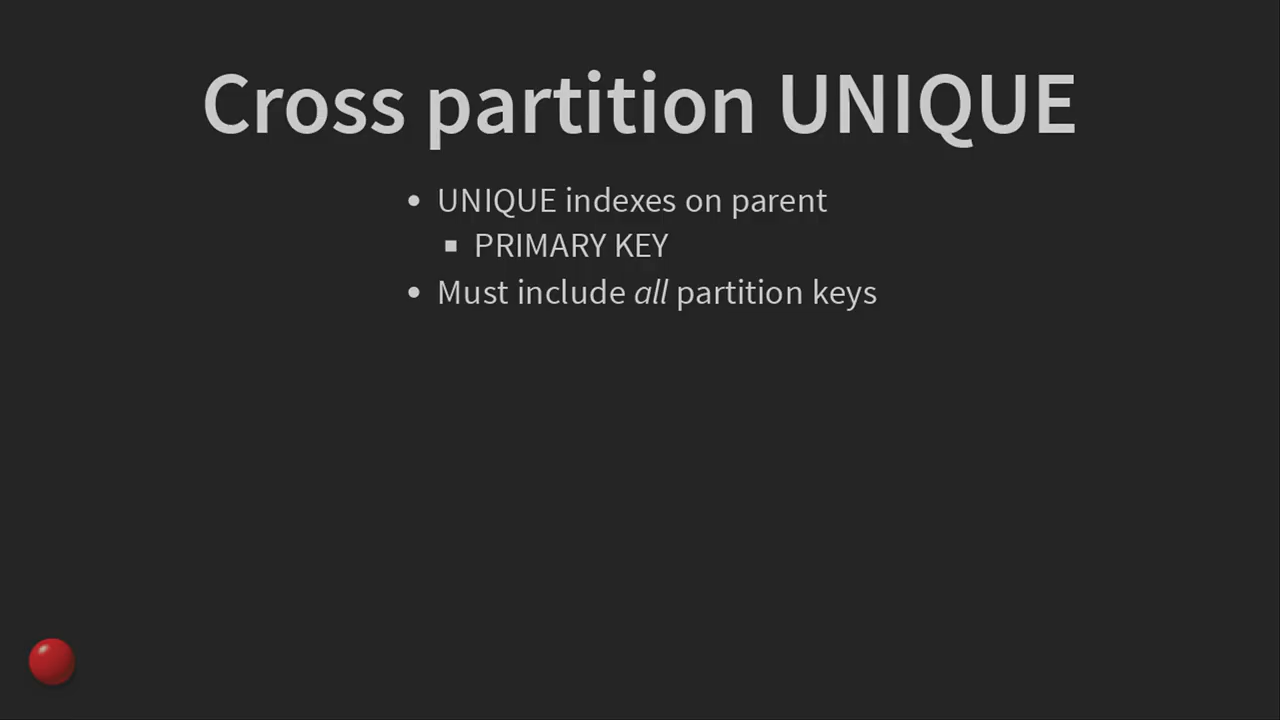 Cross partition UNIQUE
• UNIQUE indexes on parent
▪ PRIMARY KEY
• Must include all partition keys